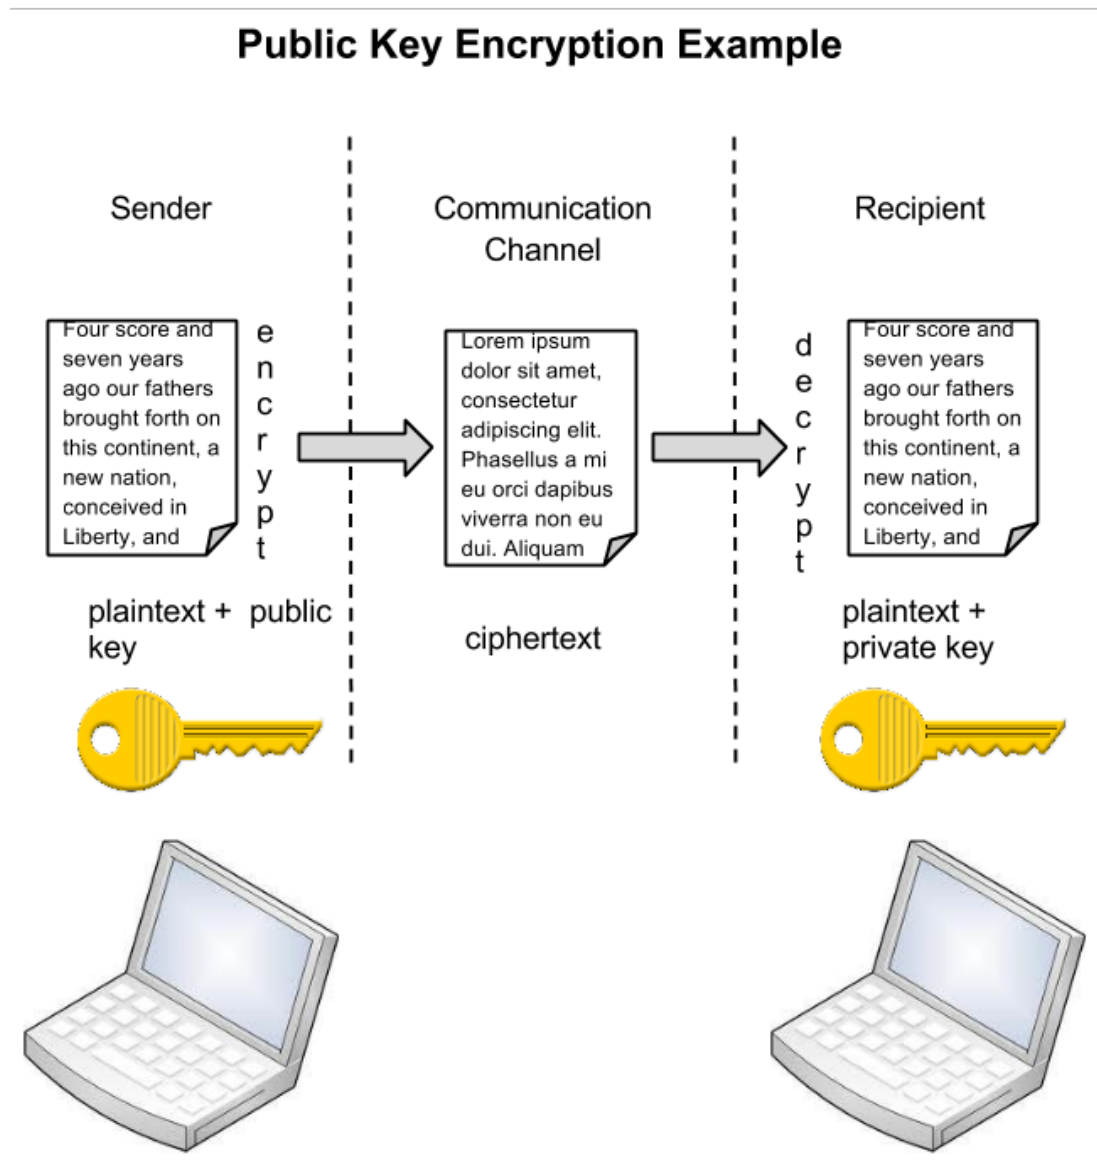 Public Key Encryption Example
Sender
Communication
Channel
Recipient
Four score and
seven years
ago our fathers
brought forth on
this continent, a
new nation,
conceived in
Liberty, and
encrypt
Lorem ipsum
dolor sit amet,
consectetur
adipiscing elit.
Phasellus a mi
eu orci dapibus
viverra non eu
dui. Aliquam
decrypt
Four score and
seven years
ago our fathers
brought forth on
this continent, a
new nation,
conceived in
Liberty, and
plaintext + public
key
ciphertext
plaintext +
private key